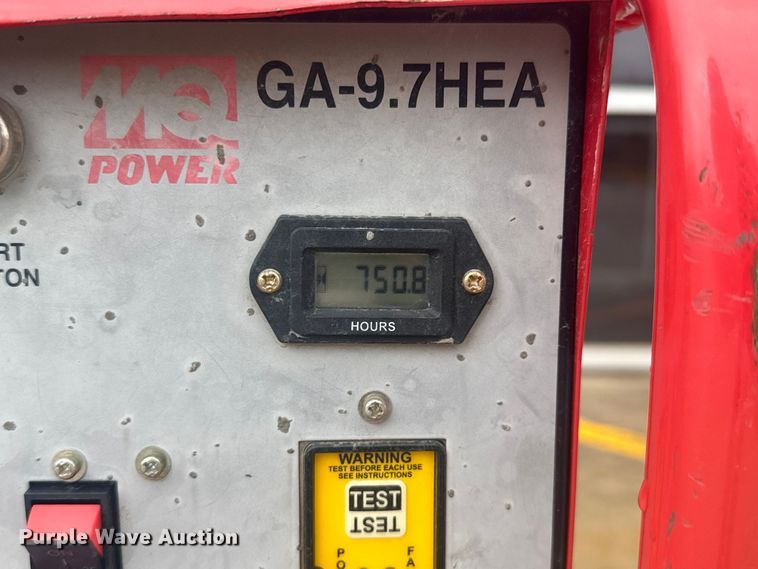 MQ
POWER
GA-9.7HEA
RT
TON
750.8
HOURS
WARNING
TEST BEFORE EACH USE
SEE INSTRUCTIONS
TEST
TEST
ON
Purple Wave Auction